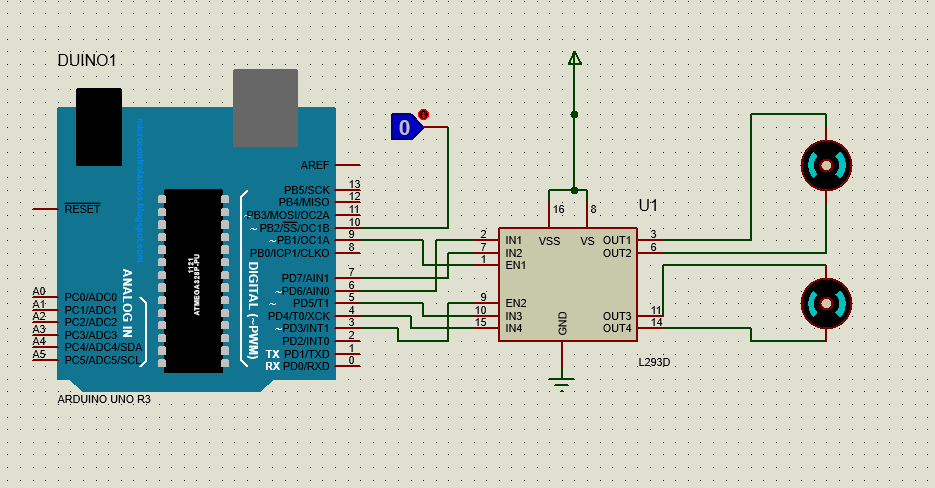 DUINO1
microcontrolandos.blogspot.com
0
AREF
RESET
PB5/SCK 13
PB4/MISO 12
~PB3/MOSI/OC2A 11
~ PB2/SS/OC1B 10
~PB1/OC1A 9
PB0/ICP1/CLKO 8
PD7/AIN1 7
~PD6/AIN0 6
~ PD5/T1 5
PD4/T0/XCK 4
~PD3/INT1 3
PD2/INT0 2
TX PD1/TXD 1
RX PD0/RXD 0
DIGITAL (~PWM)
1121
ATMEGA328P-PU
ANALOG IN
A0 PC0/ADC0
A1 PC1/ADC1
A2 PC2/ADC2
A3 PC3/ADC3
A4 PC4/ADC4/SDA
A5 PC5/ADC5/SCL
ARDUINO UNO R3
U1
16 8
VSS VS
2 IN1 OUT1 3
7 IN2 OUT2 6
1 EN1
9 EN2
10 IN3 OUT3 11
15 IN4 OUT4 14
GND
L293D